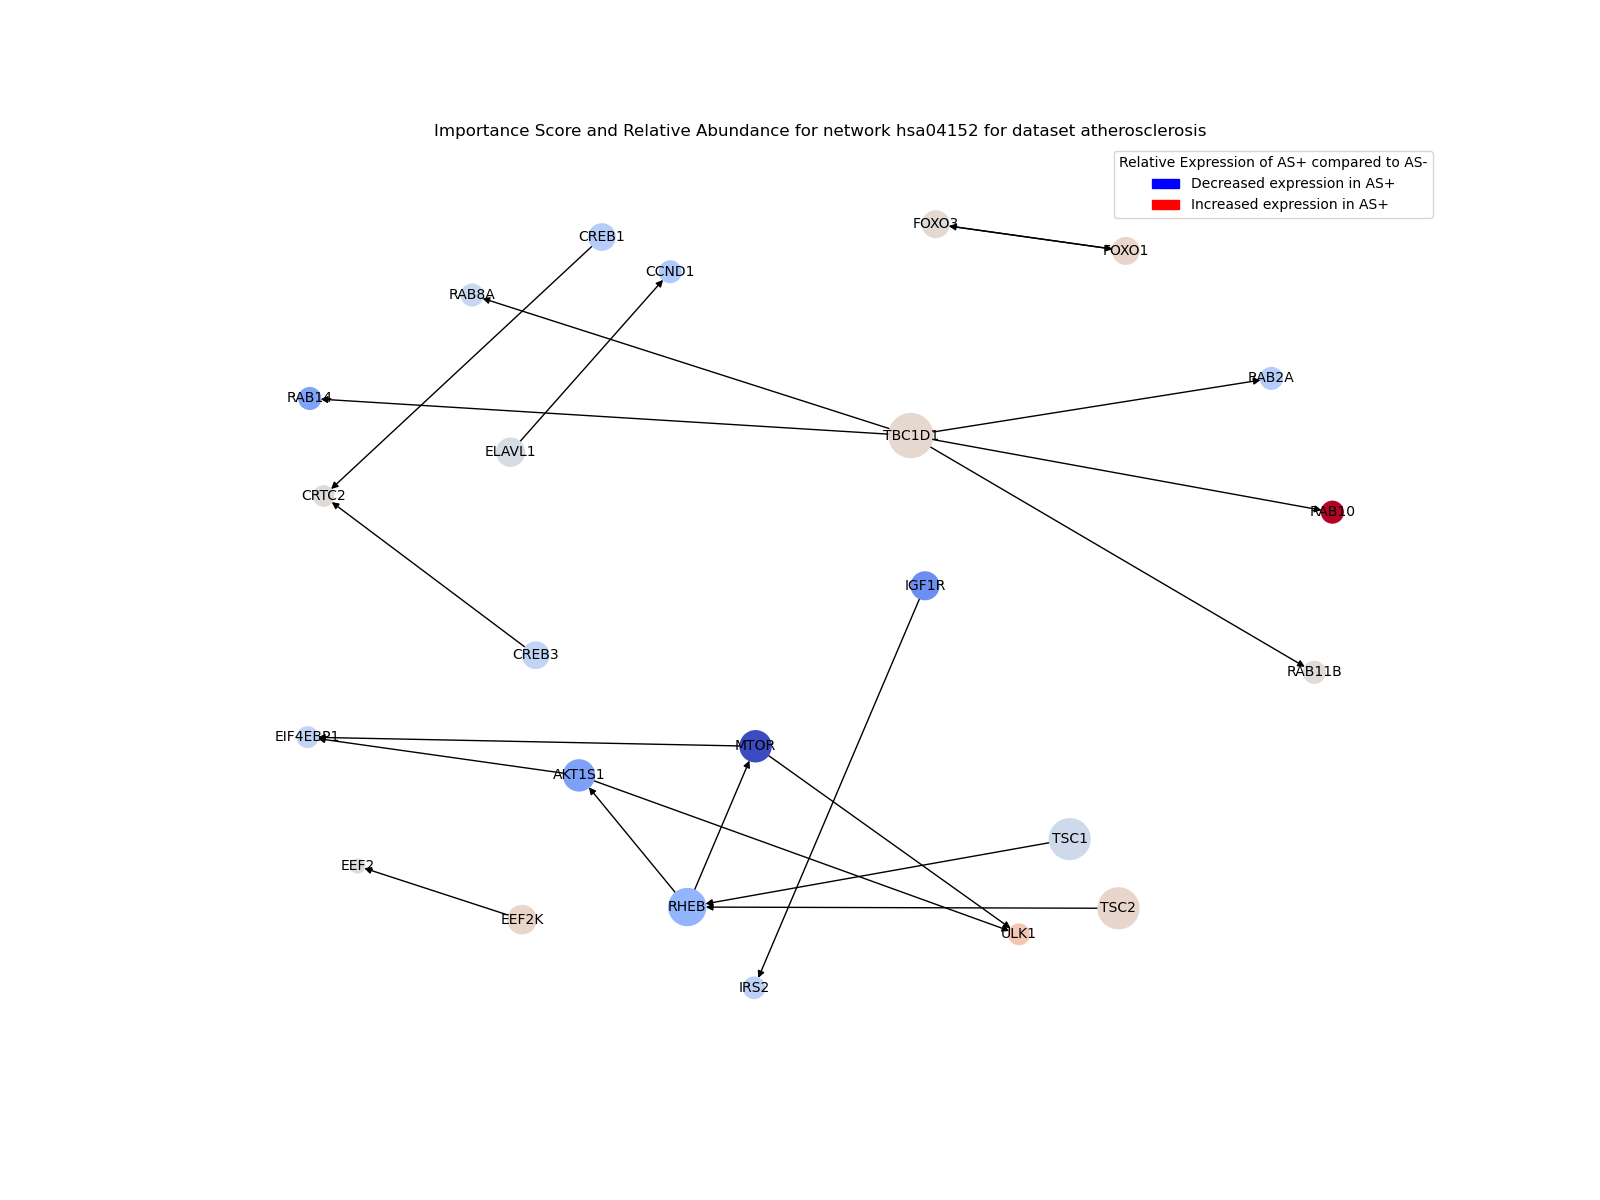 Importance Score and Relative Abundance for network hsa04152 for dataset atherosclerosis
Relative Expression of AS+ compared to AS-
Decreased expression in AS+
Increased expression in AS+
FOXO3
CREB1
FOXO1
CCND1
RAB8A
RAB2A
RAB14
TBC1D1
ELAVL1
CRTC2
RAB10
IGF1R
CREB3
RAB11B
EIF4EBP1
MTOR
AKT1S1
TSC1
EEF2
RHEB
TSC2
EEF2K
ULK1
IRS2